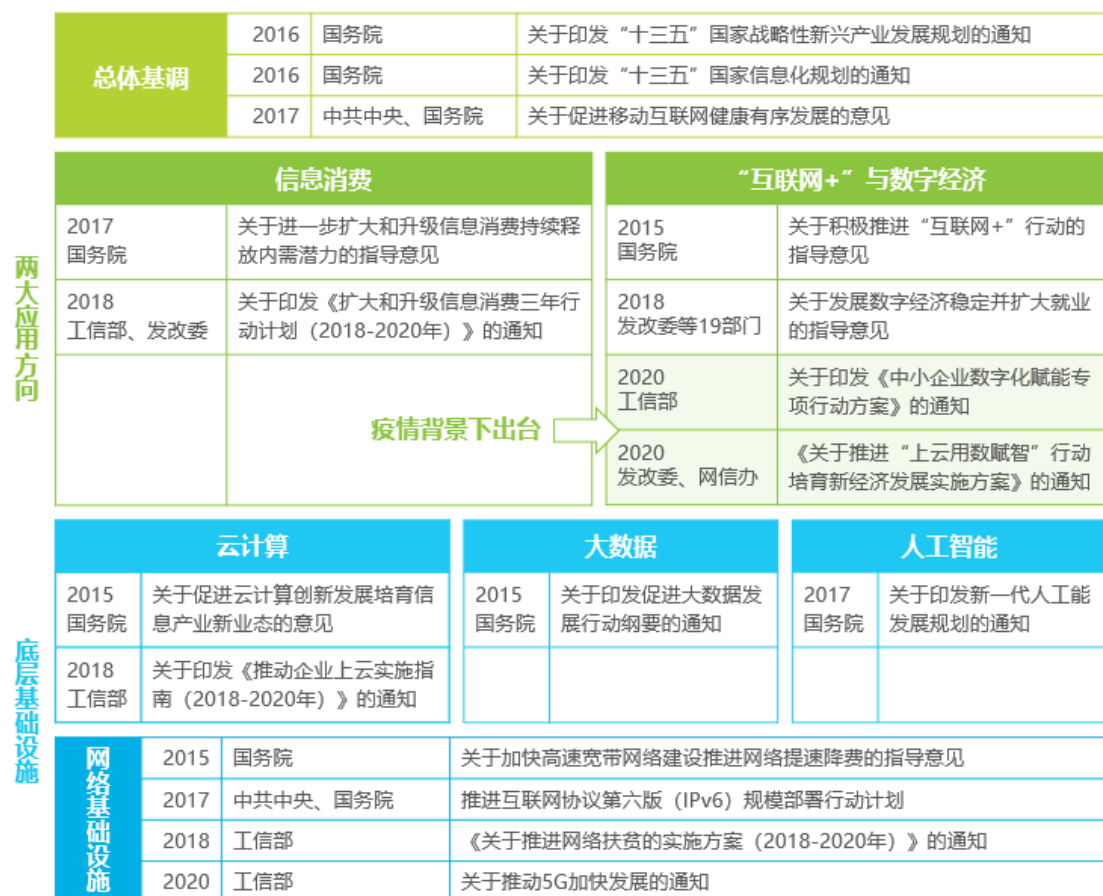 总体基调
2016 国务院 关于印发“十三五”国家战略性新兴产业发展规划的通知
2016 国务院 关于印发“十三五”国家信息化规划的通知
2017 中共中央、国务院 关于促进移动互联网健康有序发展的意见
两大应用方向
信息消费
2017
国务院
关于进一步扩大和升级信息消费持续释
放内需潜力的指导意见
2018
工信部、发改委
关于印发《扩大和升级信息消费三年行
动计划（2018-2020年）》的通知
疫情背景下出台
“互联网+”与数字经济
2015
国务院
关于积极推进“互联网+”行动的
指导意见
2018
发改委等19部门
关于发展数字经济稳定并扩大就业
的指导意见
2020
工信部
关于印发《中小企业数字化赋能专
项行动方案》的通知
2020
发改委、网信办
《关于推进“上云用数赋智”行动
培育新经济发展实施方案》的通知
底层基础设施
云计算
2015
国务院
关于促进云计算创新发展培育信
息产业新业态的意见
2018
工信部
关于印发《推动企业上云实施指
南（2018-2020年）》的通知
大数据
2015
国务院
关于印发促进大数据发
展行动纲要的通知
人工智能
2017
国务院
关于印发新一代人工能
发展规划的通知
网络基础设施
2015 国务院 关于加快高速宽带网络建设推进网络提速降费的指导意见
2017 中共中央、国务院 推进互联网协议第六版（IPv6）规模部署行动计划
2018 工信部 《关于推进网络扶贫的实施方案（2018-2020年）》的通知
2020 工信部 关于推动5G加快发展的通知